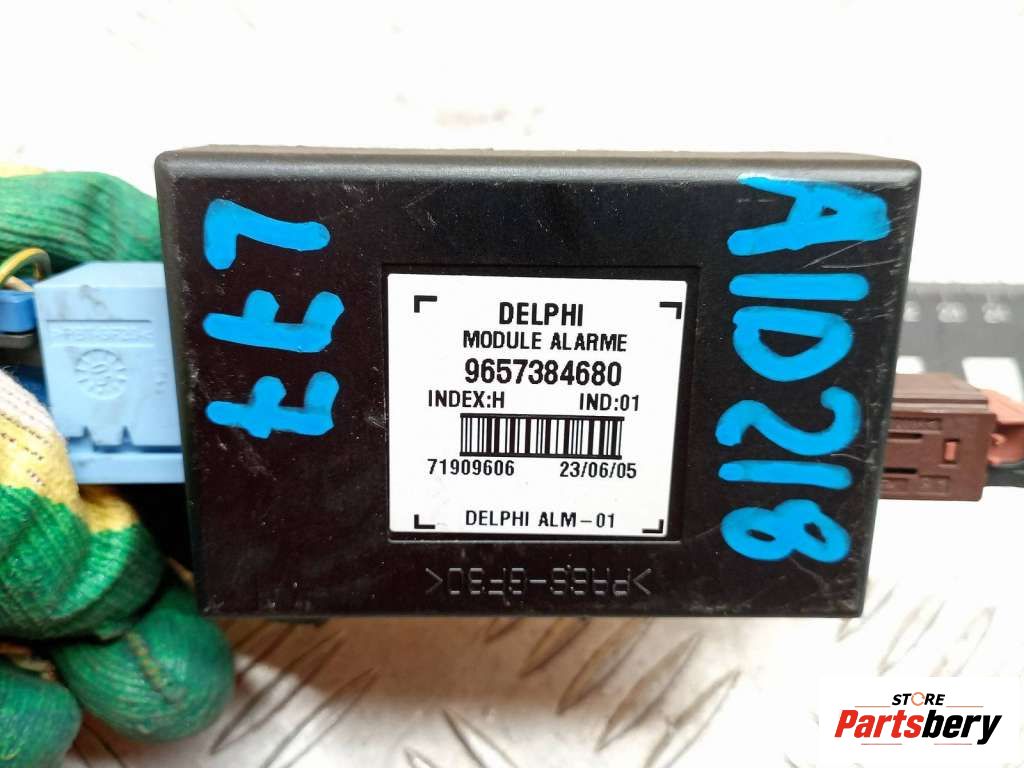 DELPHI
MODULE ALARME
9657384680
INDEX:H IND:01
71909606 23/06/05
DELPHI ALM-01
>PA66-GF30<
AID218
STORE
Partsbery